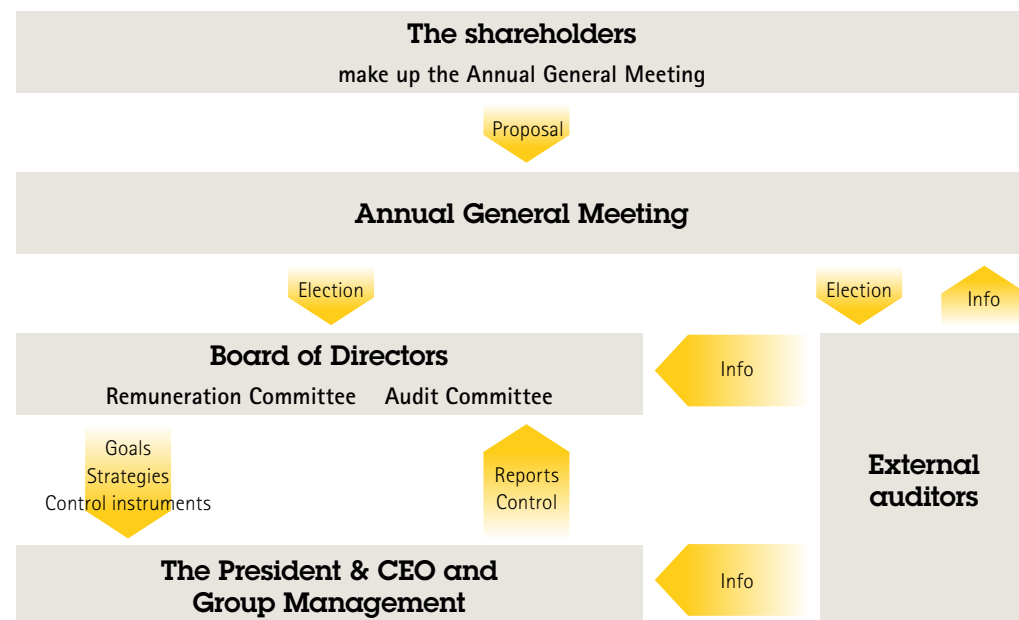 The shareholders
make up the Annual General Meeting
Proposal
Annual General Meeting
Election
Election
Info
Board of Directors
Remuneration Committee Audit Committee
Info
Goals
Strategies
Control instruments
Reports
Control
External
auditors
The President & CEO and
Group Management
Info